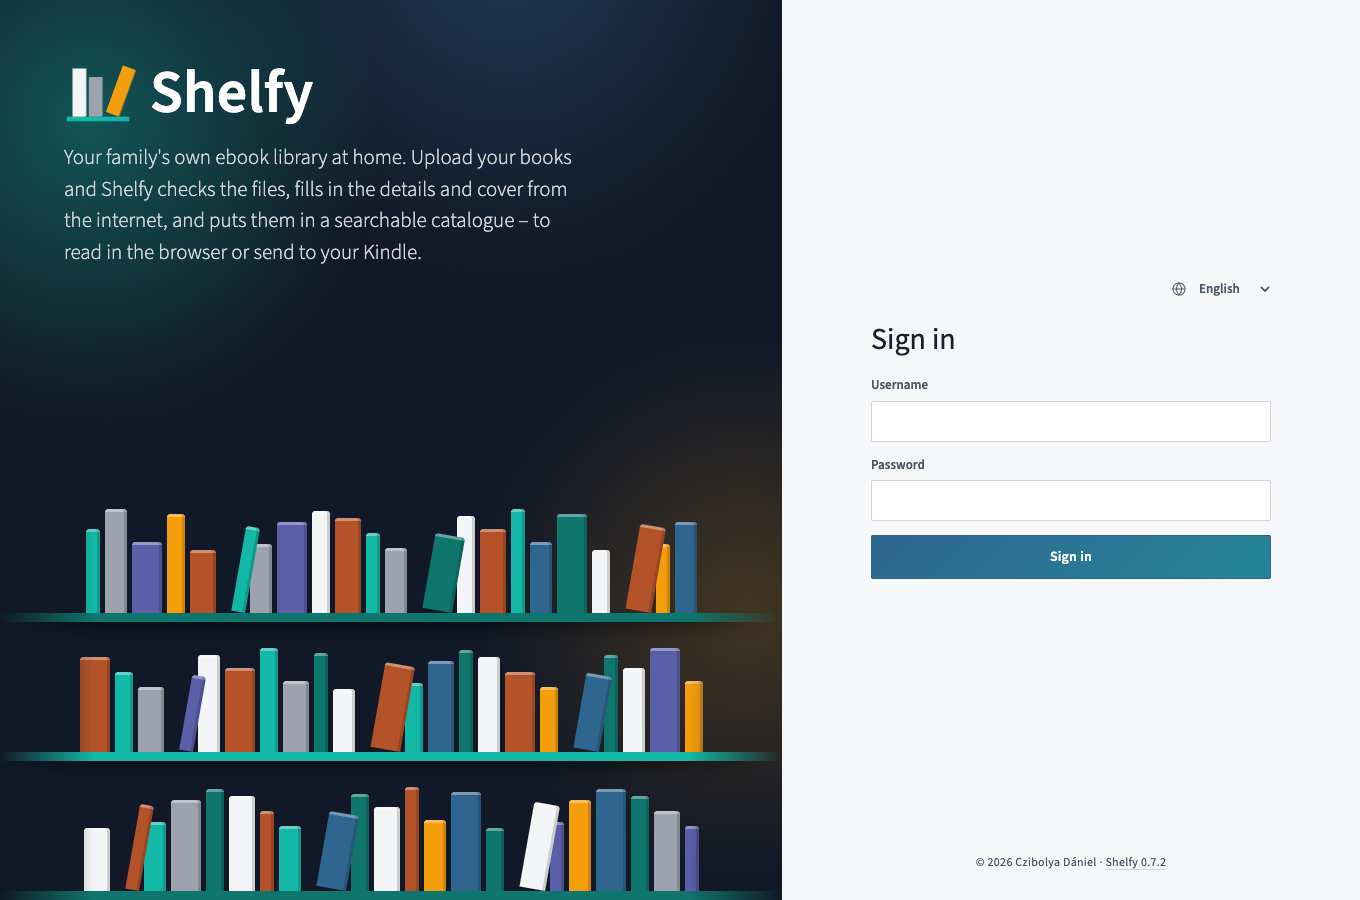 Shelfy
Your family's own ebook library at home. Upload your books
and Shelfy checks the files, fills in the details and cover from
the internet, and puts them in a searchable catalogue – to
read in the browser or send to your Kindle.
English
Sign in
Username
Password
Sign in
© 2026 Czibolya Dániel · Shelfy 0.7.2